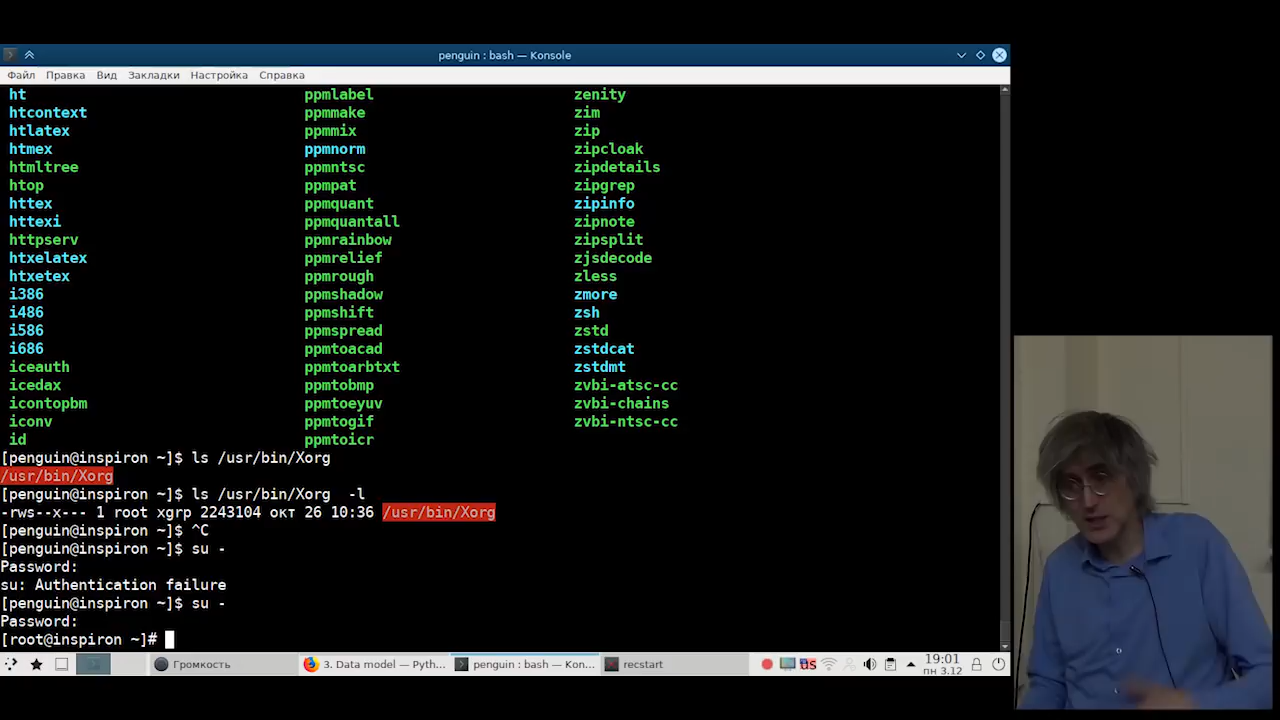 penguin : bash — Konsole
Файл Правка Вид Закладки Настройка Справка
ht ppmlabel zenity
htcontext ppmmake zim
htlatex ppmmix zip
htmex ppmnorm zipcloak
htmltree ppmntsc zipdetails
htop ppmpat zipgrep
httex ppmquant zipinfo
httexi ppmquantall zipnote
httpserv ppmrainbow zipsplit
htxelatex ppmrelief zjsdecode
htxetex ppmrough zless
i386 ppmshadow zmore
i486 ppmshift zsh
i586 ppmspread zstd
i686 ppmtoacad zstdcat
iceauth ppmtoarbtxt zstdmt
icedax ppmtobmp zvbi-atsc-cc
icontopbm ppmtoeyuv zvbi-chains
iconv ppmtogif zvbi-ntsc-cc
id ppmtoicr
[penguin@inspiron ~]$ ls /usr/bin/Xorg
/usr/bin/Xorg
[penguin@inspiron ~]$ ls /usr/bin/Xorg  -l
-rws--x--- 1 root xgrp 2243104 окт 26 10:36 /usr/bin/Xorg
[penguin@inspiron ~]$ ^C
[penguin@inspiron ~]$ su -
Password:
su: Authentication failure
[penguin@inspiron ~]$ su -
Password:
[root@inspiron ~]#
Громкость 3. Data model — Pyth... penguin : bash — Kon... recstart us 19:01
пн 3.12